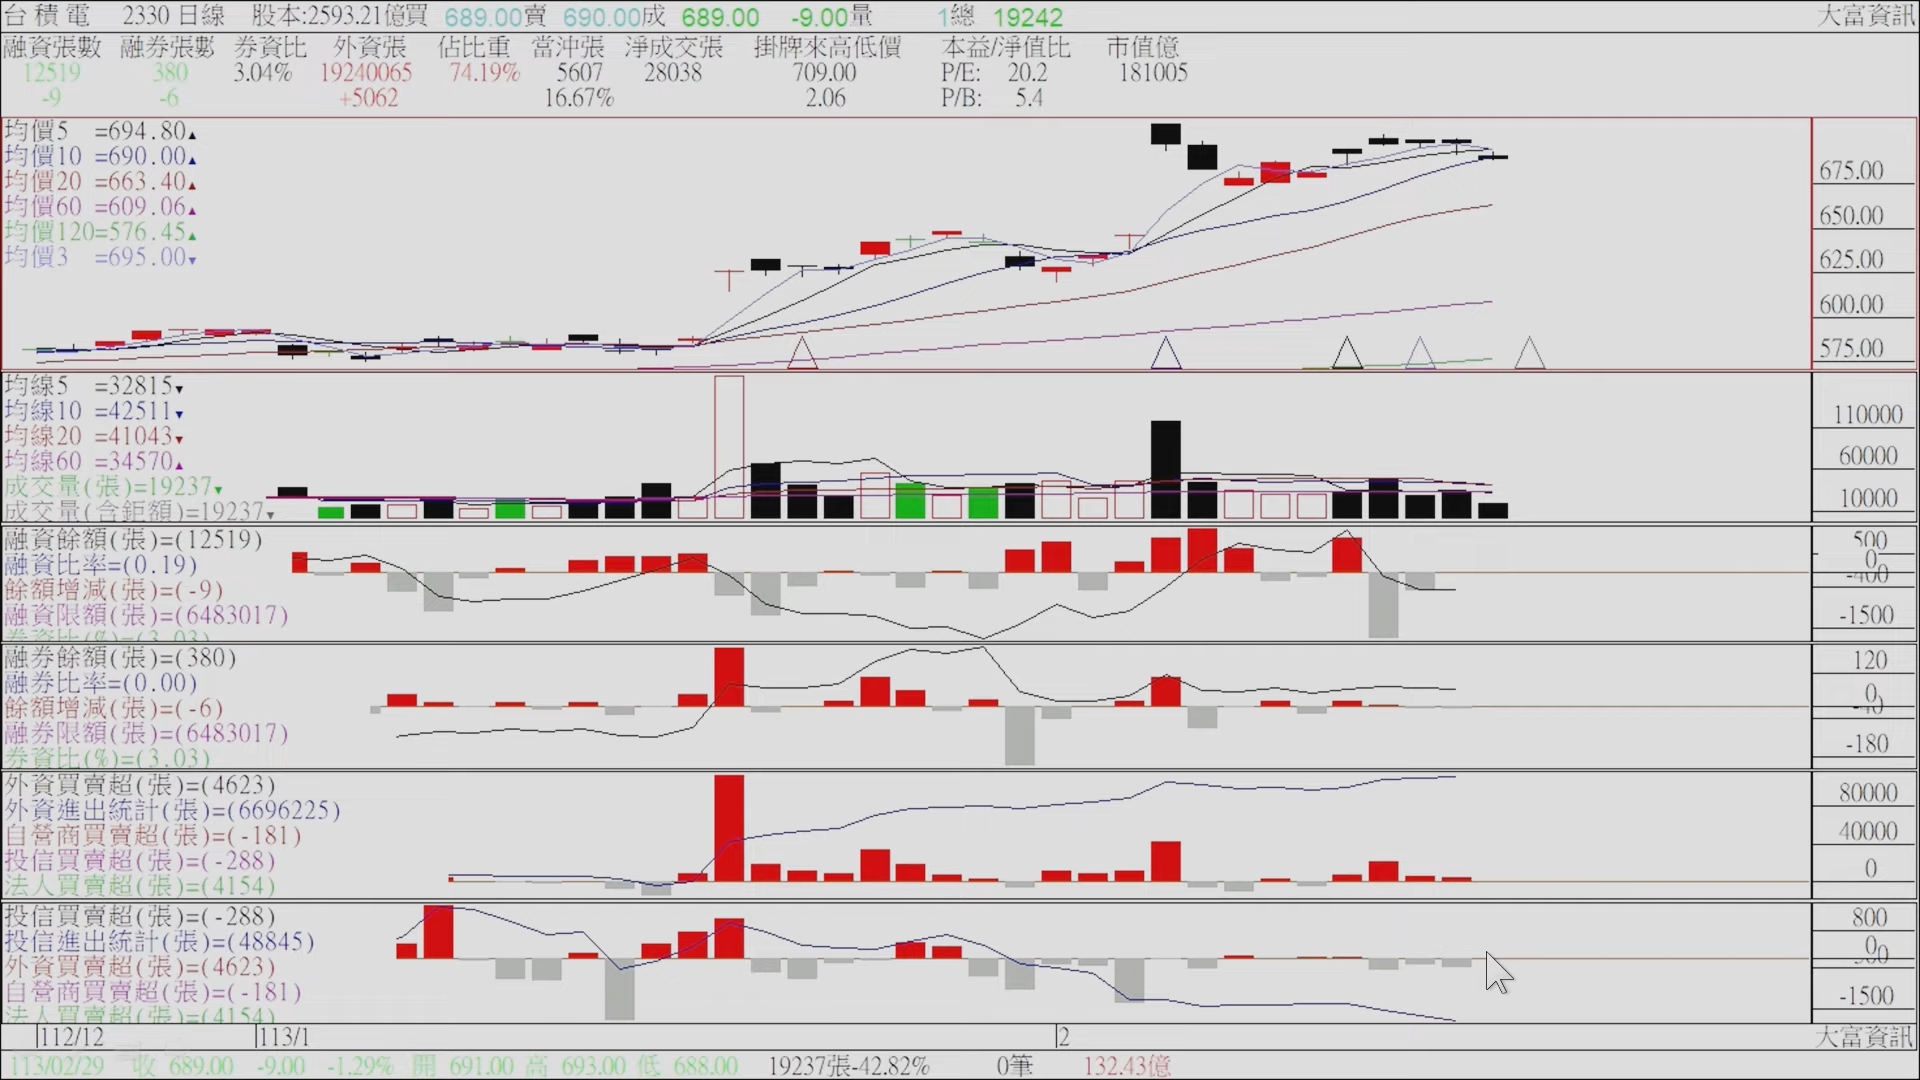 台積電 2330 日線 股本:2593.21億買 689.00賣 690.00成 689.00 -9.00量 1總 19242 大富資訊
融資張數 融券張數 券資比 外資張 佔比重 當沖張 淨成交張 掛牌來高低價 本益/淨值比 市值億
12519 380 3.04% 19240065 74.19% 5607 28038 709.00 P/E: 20.2 181005
-9 -6 +5062 16.67% 2.06 P/B: 5.4
均價5 =694.80▲
均價10 =690.00▲
均價20 =663.40▲
均價60 =609.06▲
均價120=576.45▲
均價3 =695.00▼
675.00
650.00
625.00
600.00
575.00
均線5 =32815▼
均線10 =42511▼
均線20 =41043▼
均線60 =34570▲
成交量(張)=19237▼
成交量(含鉅額)=19237▼
110000
60000
10000
融資餘額(張)=(12519)
融資比率=(0.19)
餘額增減(張)=(-9)
融資限額(張)=(6483017)
券資比(%)=(3.03)
500
0
-400
-1500
融券餘額(張)=(380)
融券比率=(0.00)
餘額增減(張)=(-6)
融券限額(張)=(6483017)
券資比(%)=(3.03)
120
0
-40
-180
外資買賣超(張)=(4623)
外資進出統計(張)=(6696225)
自營商買賣超(張)=(-181)
投信買賣超(張)=(-288)
法人買賣超(張)=(4154)
80000
40000
0
投信買賣超(張)=(-288)
投信進出統計(張)=(48845)
外資買賣超(張)=(4623)
自營商買賣超(張)=(-181)
法人買賣超(張)=(4154)
800
0
-1500
112/12 113/1 2 大富資訊
113/02/29 收 689.00 -9.00 -1.29% 開 691.00 高 693.00 低 688.00 19237張-42.82% 0筆 132.43億